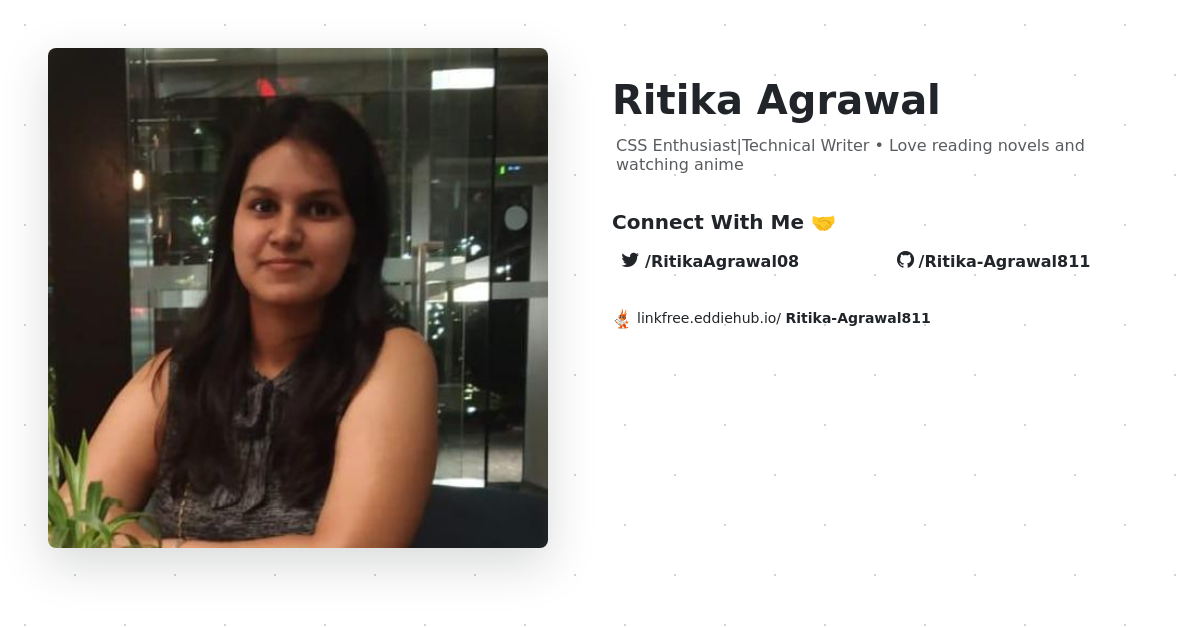 Ritika Agrawal
CSS Enthusiast|Technical Writer • Love reading novels and
watching anime
Connect With Me 🤝
/RitikaAgrawal08
/Ritika-Agrawal811
linkfree.eddiehub.io/ Ritika-Agrawal811